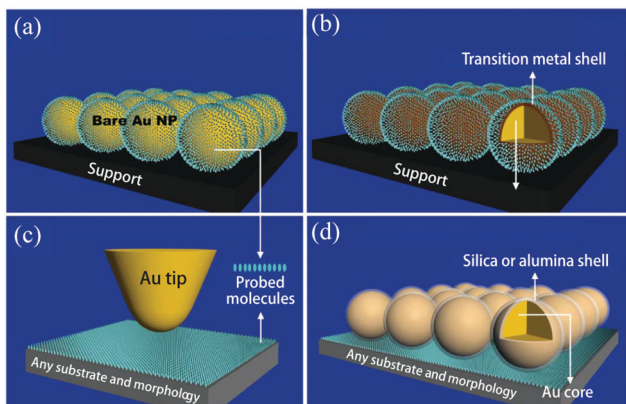 (a)
Bare Au NP
Support
(b)
Transition metal shell
Support
(c)
Au tip
Probed
molecules
Any substrate and morphology
(d)
Silica or alumina shell
Any substrate and morphology
Au core